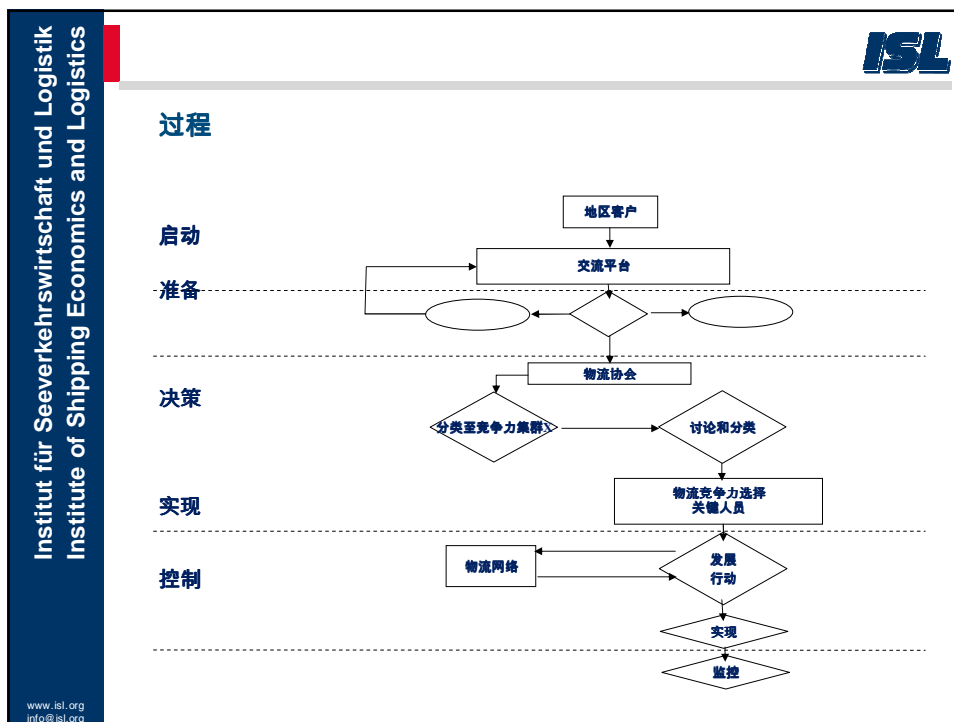 Institut für Seeverkehrswirtschaft und Logistik
Institute of Shipping Economics and Logistics
www.isl.org
info@isl.org
ISL
过程
启动
准备
决策
实现
控制
地区客户
交流平台
物流协会
分类至竞争力集群X
讨论和分类
物流竞争力选择
关键人员
物流网络
发展
行动
实现
监控